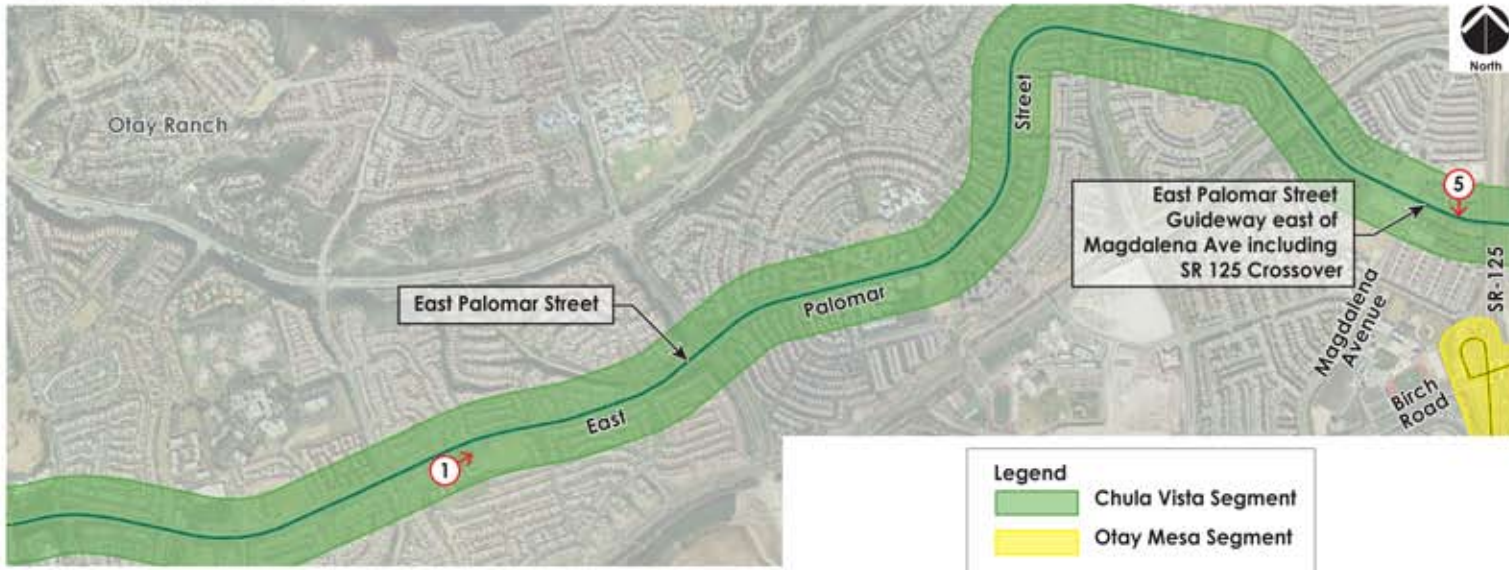 North
Otay Ranch
Street
5
East Palomar Street
Guideway east of
Magdalena Ave including
SR 125 Crossover
East Palomar Street
Palomar
SR-125
Magdalena
Avenue
Birch
Road
East
1
Legend
Chula Vista Segment
Otay Mesa Segment